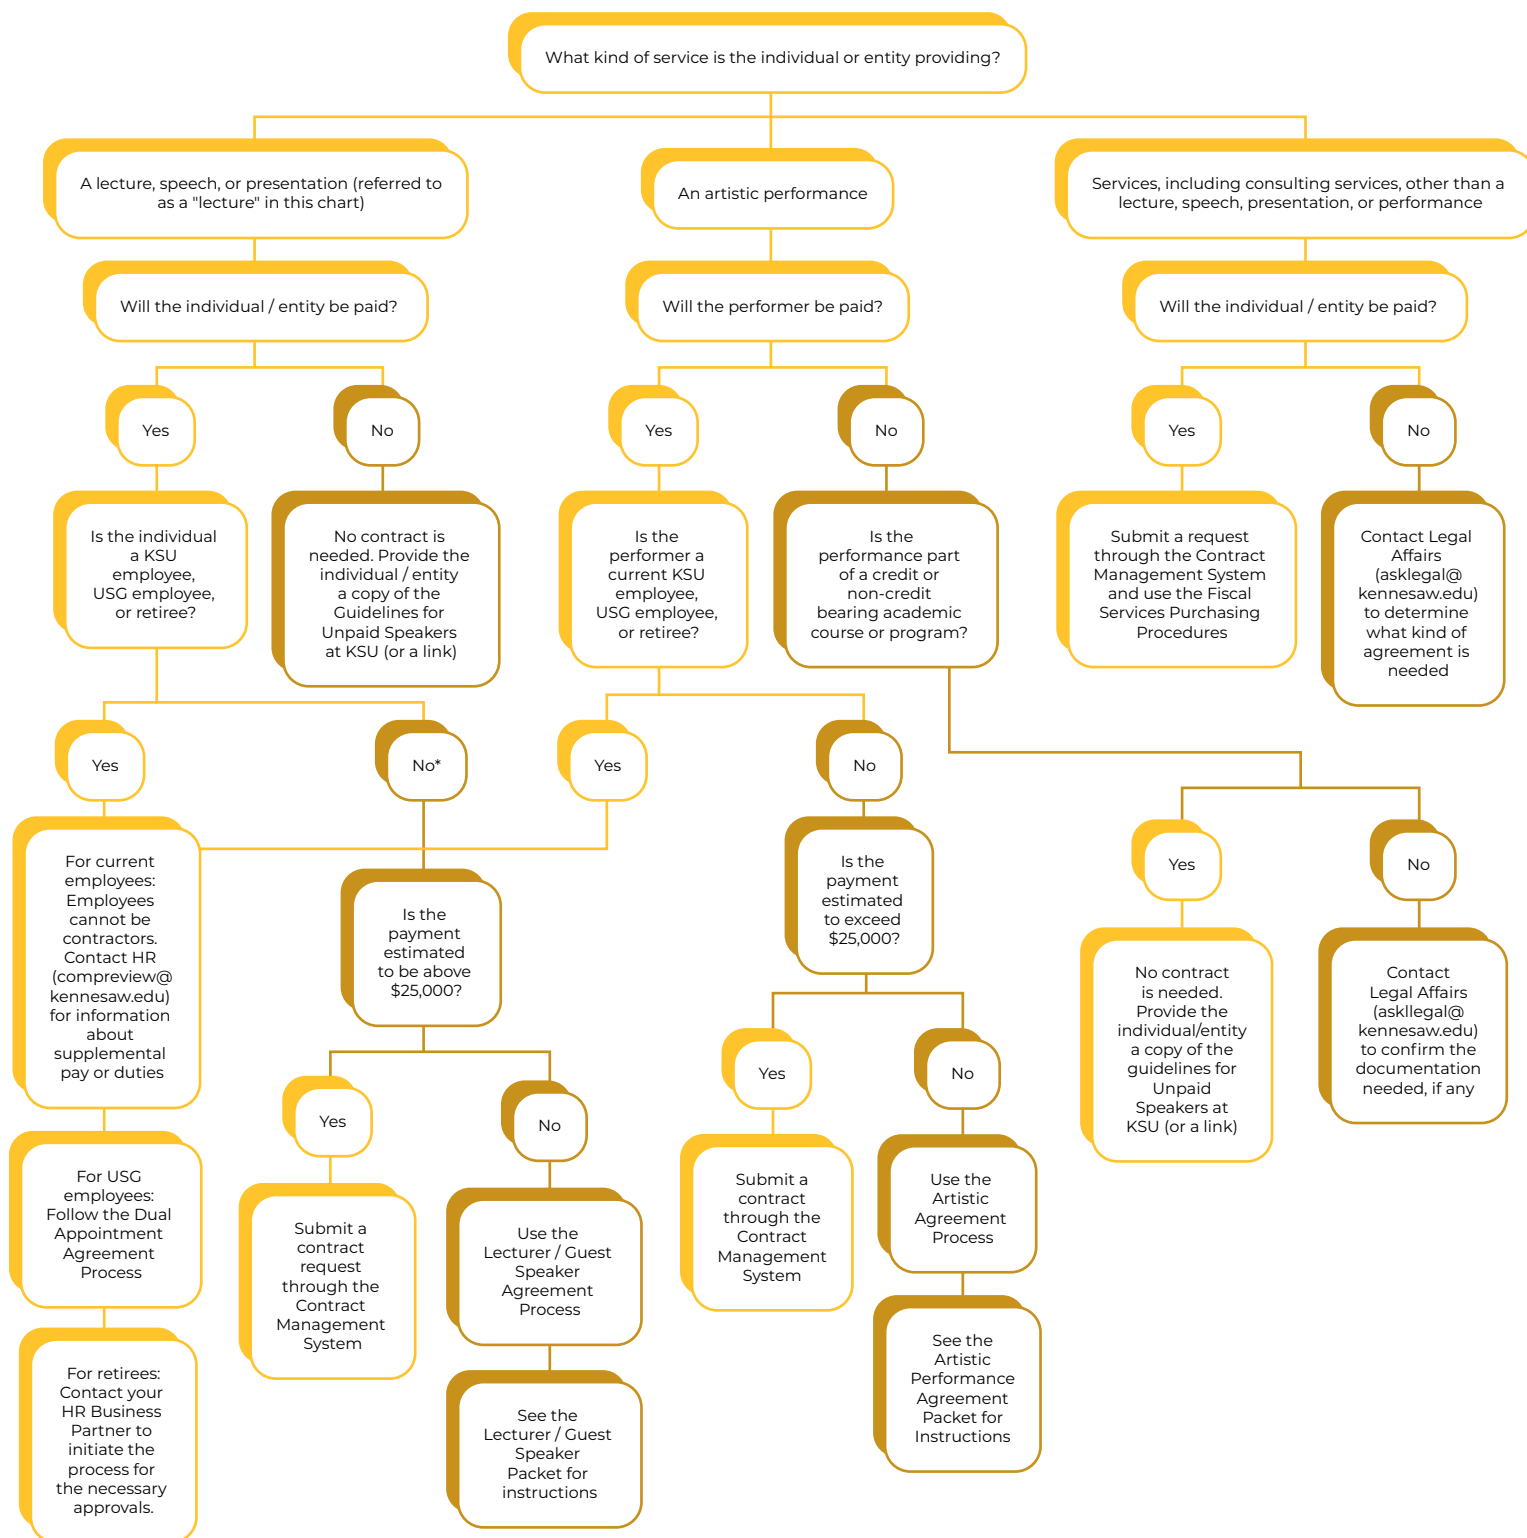 What kind of service is the individual or entity providing?
A lecture, speech, or presentation (referred to
as a "lecture" in this chart)
An artistic performance
Services, including consulting services, other than a
lecture, speech, presentation, or performance
Will the individual / entity be paid?
Will the performer be paid?
Will the individual / entity be paid?
Yes
No
Yes
No
Yes
No
Is the individual
a KSU
employee,
USG employee,
or retiree?
No contract is
needed. Provide the
individual / entity
a copy of the
Guidelines for
Unpaid Speakers
at KSU (or a link)
Is the
performer a
current KSU
employee,
USG employee,
or retiree?
Is the
performance part
of a credit or
non-credit
bearing academic
course or program?
Submit a request
through the Contract
Management System
and use the Fiscal
Services Purchasing
Procedures
Contact Legal
Affairs
(asklegal@
kennesaw.edu)
to determine
what kind of
agreement is
needed
Yes
No*
Yes
No
Yes
No
For current
employees:
Employees
cannot be
contractors.
Contact HR
(compreview@
kennesaw.edu)
for information
about
supplemental
pay or duties
Is the
payment
estimated
to be above
$25,000?
Is the
payment
estimated
to exceed
$25,000?
No contract
is needed.
Provide the
individual/entity
a copy of the
guidelines for
Unpaid
Speakers at
KSU (or a link)
Contact
Legal Affairs
(askllegal@
kennesaw.edu)
to confirm the
documentation
needed, if any
Yes
No
Yes
No
For USG
employees:
Follow the Dual
Appointment
Agreement
Process
Submit a
contract
request
through the
Contract
Management
System
Use the
Lecturer / Guest
Speaker
Agreement
Process
Submit a
contract
through the
Contract
Management
System
Use the
Artistic
Agreement
Process
For retirees:
Contact your
HR Business
Partner to
initiate the
process for
the necessary
approvals.
See the
Lecturer / Guest
Speaker
Packet for
instructions
See the
Artistic
Performance
Agreement
Packet for
Instructions